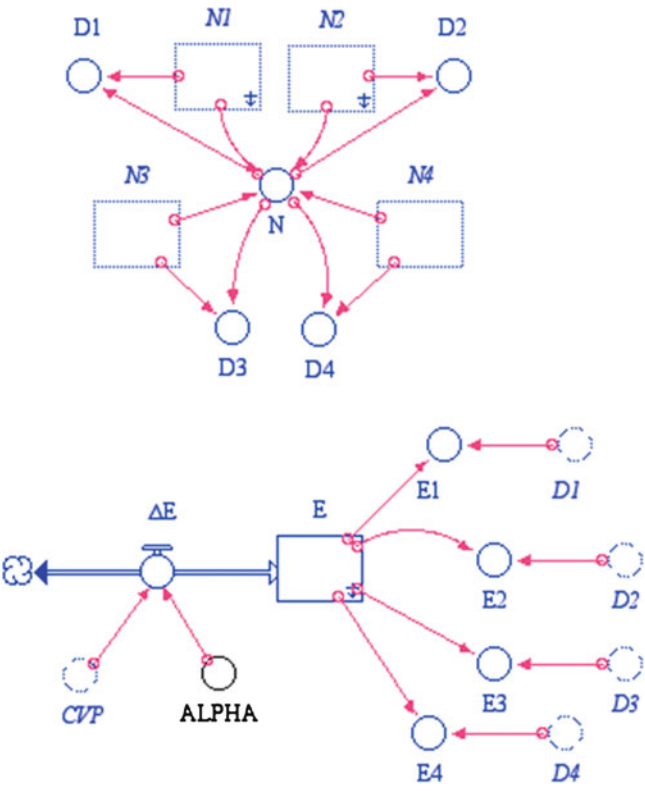 D1 N1 N2 D2
N3 N4
N
D3 D4
E1 D1
ΔE E
E2 D2
CVP ALPHA E3 D3
E4 D4